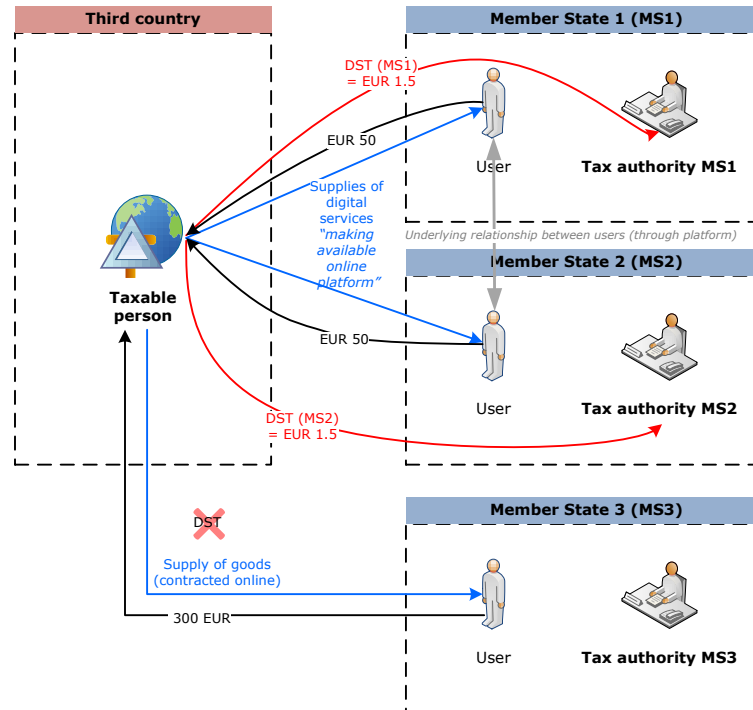 Third country
Member State 1 (MS1)
DST (MS1)
= EUR 1.5
EUR 50
User
Tax authority MS1
Supplies of
digital
services
“making
available
online
platform”
Underlying relationship between users (through platform)
Member State 2 (MS2)
Taxable
person
EUR 50
User
Tax authority MS2
DST (MS2)
= EUR 1.5
Member State 3 (MS3)
DST
Supply of goods
(contracted online)
300 EUR
User
Tax authority MS3